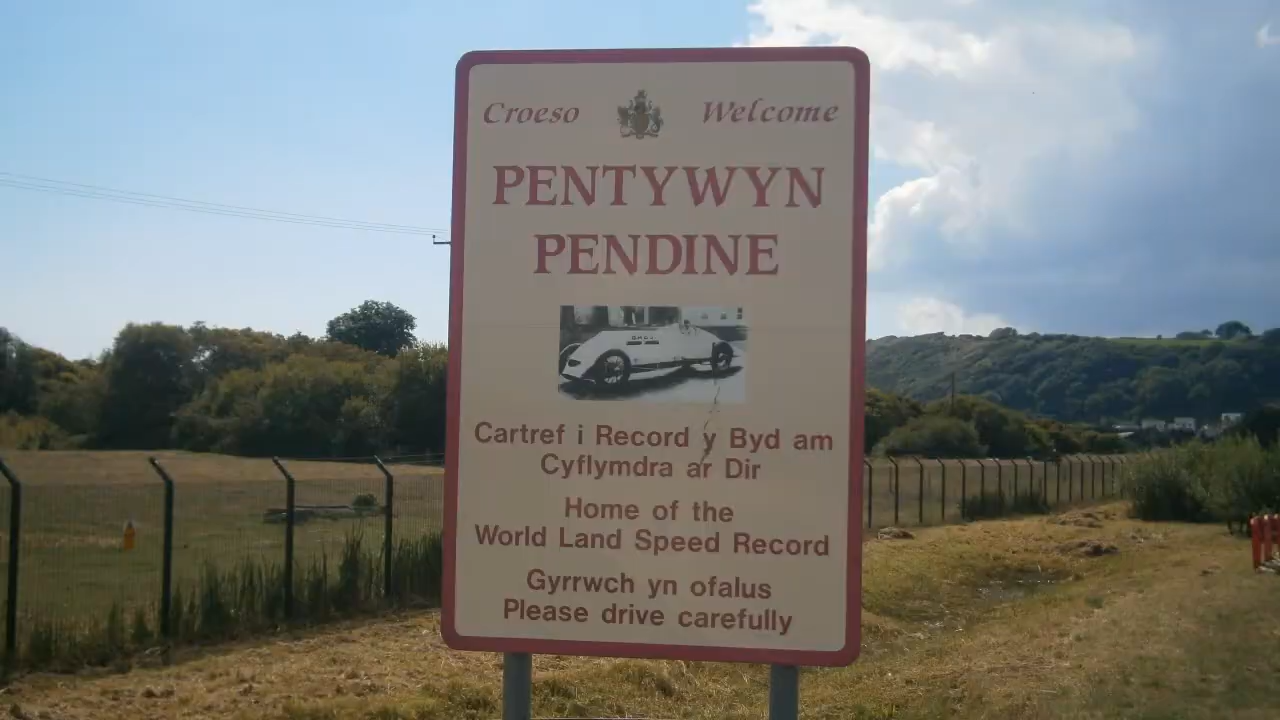 Croeso Welcome
PENTYWYN
PENDINE
Cartref i Record y Byd am
Cyflymdra ar Dir
Home of the
World Land Speed Record
Gyrrwch yn ofalus
Please drive carefully